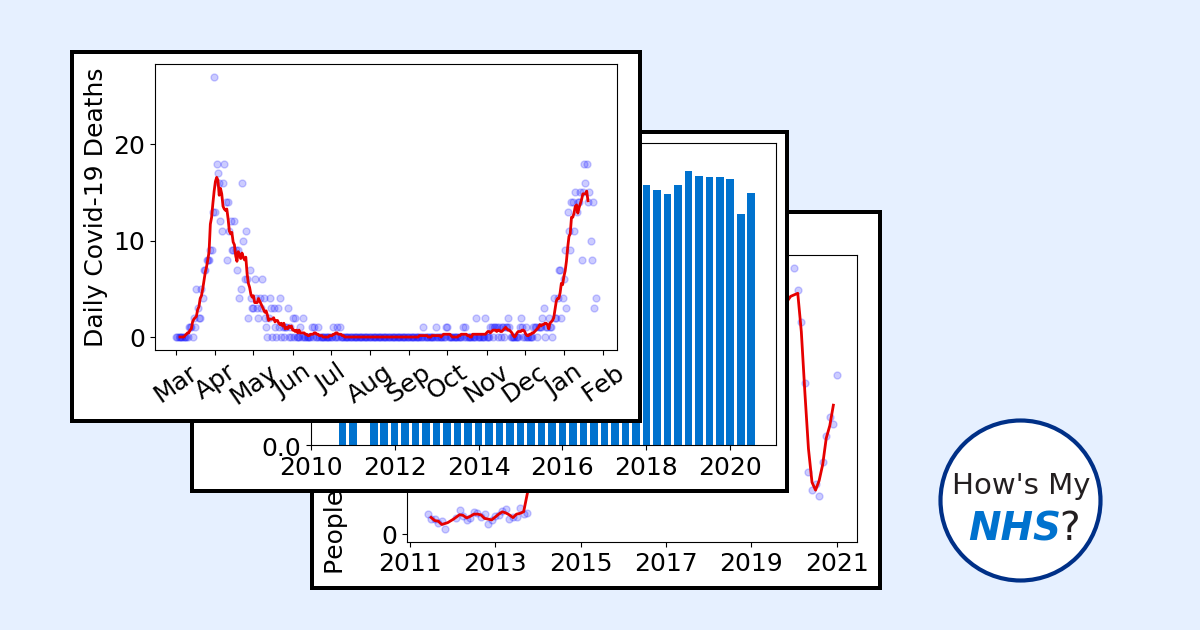 Daily Covid-19 Deaths
20
10
0
Mar Apr May Jun Jul Aug Sep Oct Nov Dec Jan Feb
0.0
2010 2012 2014 2016 2018 2020
People
0
2011 2013 2015 2017 2019 2021
How's My
NHS?